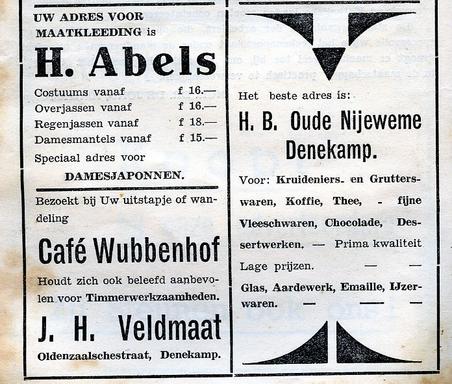 UW ADRES VOOR
MAATKLEEDING is
H. Abels
Costuums vanaf f 16.—
Overjassen vanaf f 16.—
Regenjassen vanaf f 18.—
Damesmantels vanaf f 15.—
Speciaal adres voor
DAMESJAPONNEN.
Bezoekt bij Uw uitstapje of wan-
deling
Café Wubbenhof
Houdt zich ook beleefd aanbevo-
len voor Timmerwerkzaamheden.
J. H. Veldmaat
Oldenzaalschestraat, Denekamp.
Het beste adres is:
H. B. Oude Nijeweme
Denekamp.
Voor: Kruideniers. en Grutters-
waren, Koffie, Thee, - fijne
Vleeschwaren, Chocolade, Des-
sertwerken. — Prima kwaliteit
Lage prijzen. — —
Glas, Aardewerk, Emaille, IJzer-
waren. — — —